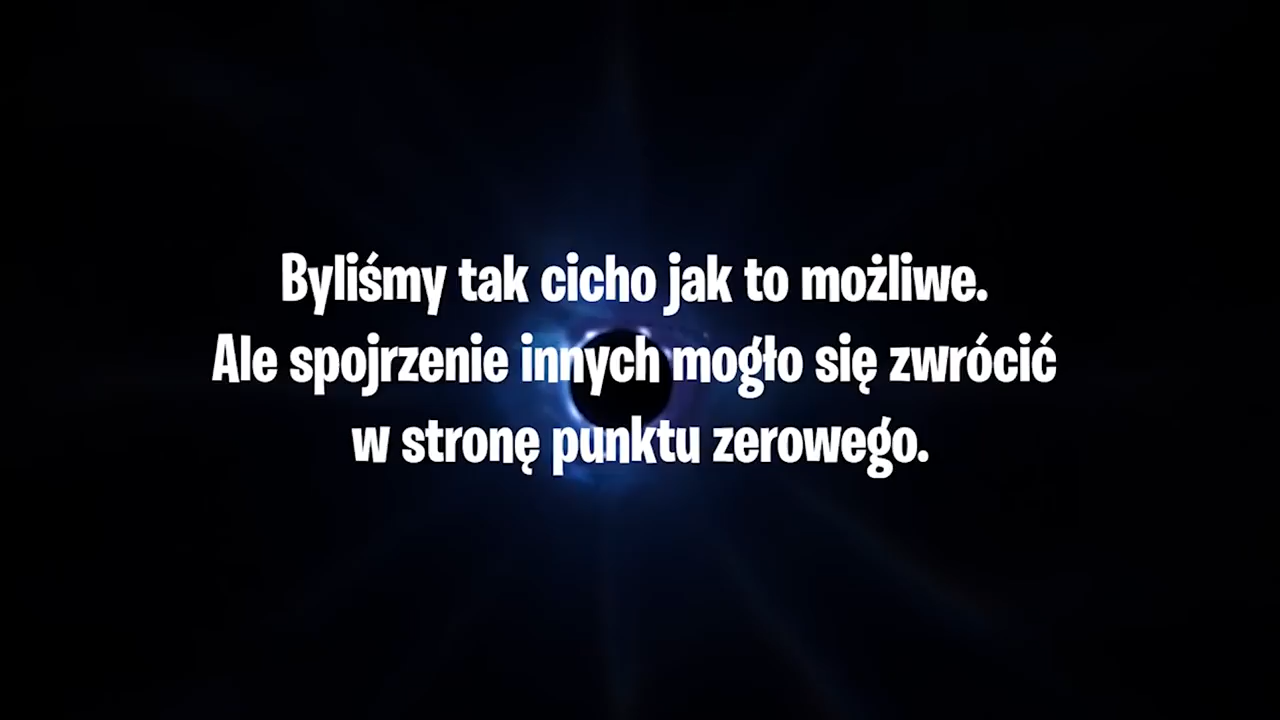 Byliśmy tak cicho jak to możliwe.
Ale spojrzenie innych mogło się zwrócić
w stronę punktu zerowego.